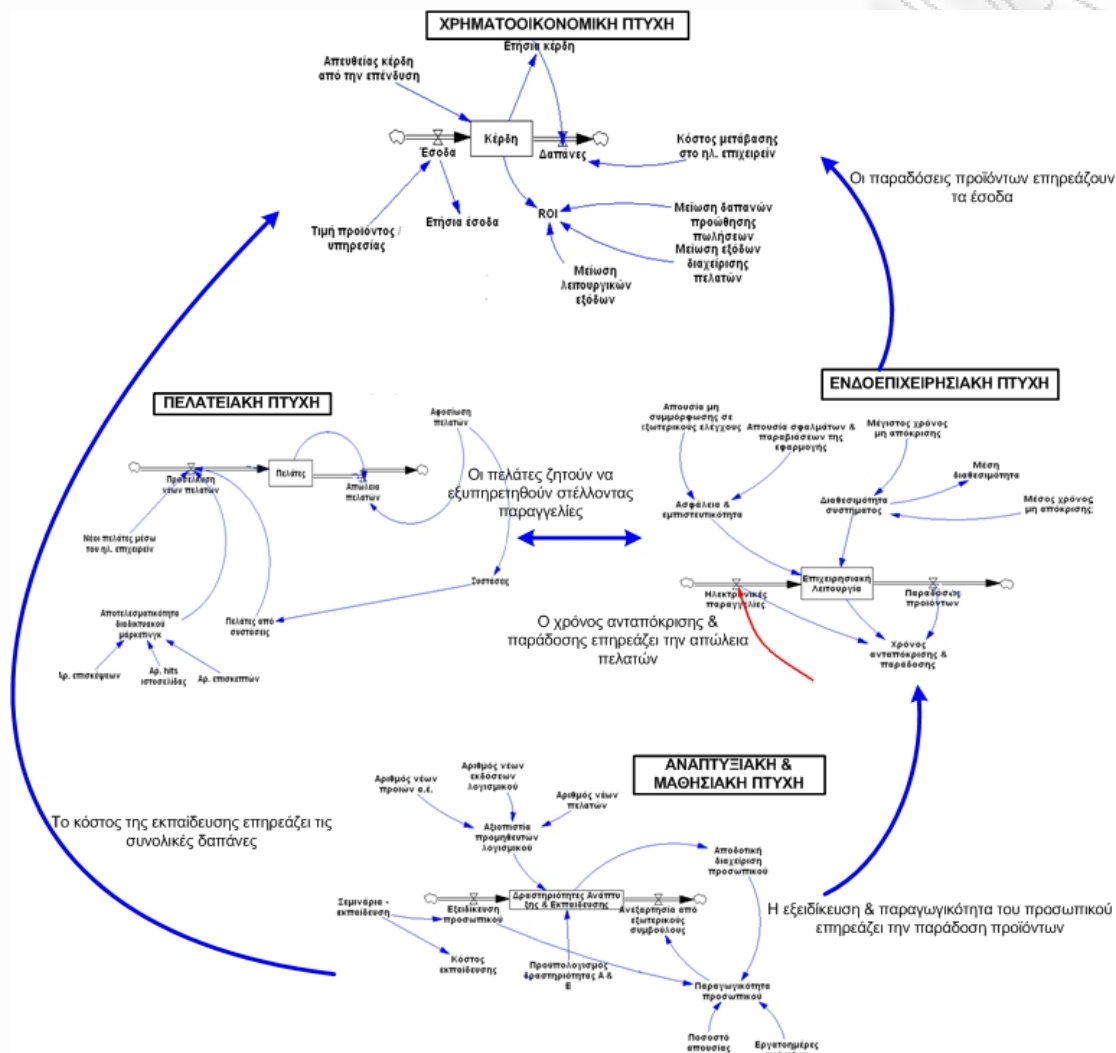 ΧΡΗΜΑΤΟΟΙΚΟΝΟΜΙΚΗ ΠΤΥΧΗ
Ετήσια κέρδη
Απευθείας κέρδη
από την επένδυση
Κέρδη
Έσοδα
Δαπάνες
Κόστος μετάβασης
στο ηλ. επιχειρείν
Τιμή προϊόντος /
υπηρεσίας
Ετήσια έσοδα
ROI
Μείωση δαπανών
προώθησης
πωλήσεων
Μείωση εξόδων
διαχείρισης
πελατών
Μείωση
λειτουργικών
εξόδων
Οι παραδόσεις προϊόντων επηρεάζουν
τα έσοδα
ΠΕΛΑΤΕΙΑΚΗ ΠΤΥΧΗ
Αφοσίωση
πελατών
Πελάτες
Προσέλκυση
νέων πελατών
Απώλεια
πελατών
Νέοι πελάτες μέσω
του ηλ. επιχειρείν
Συστάσεις
Αποτελεσματικότητα
διαδικτυακού
μάρκετινγκ
Πελάτες από
συστάσεις
Αρ. επισκέψεων
Αρ. hits
ιστοσελίδας
Αρ. επισκεπτών
Οι πελάτες ζητούν να
εξυπηρετηθούν στέλλοντας
παραγγελίες
Ο χρόνος ανταπόκρισης &
παράδοσης επηρεάζει την απώλεια
πελατών
ΕΝΔΟΕΠΙΧΕΙΡΗΣΙΑΚΗ ΠΤΥΧΗ
Απουσία μη
συμμόρφωσης σε
εξωτερικούς ελέγχους
Απουσία σφαλμάτων &
παραβιάσεων της
εφαρμογής
Μέγιστος χρόνος
μη απόκρισης
Μέση
διαθεσιμότητα
Ασφάλεια &
εμπιστευτικότητα
Διαθεσιμότητα
συστήματος
Μέσος χρόνος
μη απόκρισης
Επιχειρησιακή
Λειτουργία
Ηλεκτρονικές
παραγγελίες
Παραδόσεις
προϊόντων
Χρόνος
ανταπόκρισης &
παράδοσης
ΑΝΑΠΤΥΞΙΑΚΗ &
ΜΑΘΗΣΙΑΚΗ ΠΤΥΧΗ
Αριθμός νέων
προϊών α.έ.
Αριθμός νέων
εκδόσεων
λογισμικού
Αριθμός νέων
πελατών
Αξιοπιστία
προμηθευτών
λογισμικού
Αποδοτική
διαχείριση
προσωπικού
Δραστηριότητες Ανάπτυ
ξης & Εκπαίδευσης
Σεμινάρια -
εκπαίδευση
Εξειδίκευση
προσωπικού
Ανεξαρτησία από
εξωτερικούς
συμβούλους
Κόστος
εκπαίδευσης
Προϋπολογισμός
δραστηριότητας Α &
Ε
Παραγωγικότητα
προσωπικού
Ποσοστό
απουσίας
Εργατοημέρες
Το κόστος της εκπαίδευσης επηρεάζει τις
συνολικές δαπάνες
Η εξειδίκευση & παραγωγικότητα του προσωπικού
επηρεάζει την παράδοση προϊόντων